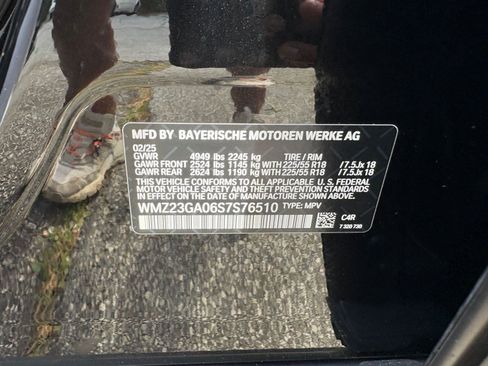 MFD BY BAYERISCHE MOTOREN WERKE AG
02/25
GVWR 4949 lbs 2245 kg TIRE / RIM
GAWR FRONT 2524 lbs 1145 kg WITH 225/55 R18 / 7.5Jx 18
GAWR REAR 2624 lbs 1190 kg WITH 225/55 R18 / 7.5Jx 18
THIS VEHICLE CONFORMS TO ALL APPLICABLE FEDERAL
MOTOR VEHICLE SAFETY AND THEFT PREVENTION STANDARDS
IN EFFECT ON THE DATE OF MANUFACTURE SHOWN ABOVE.
WMZ23GA06S7S76510 TYPE: MPV
C4R
7 320 730